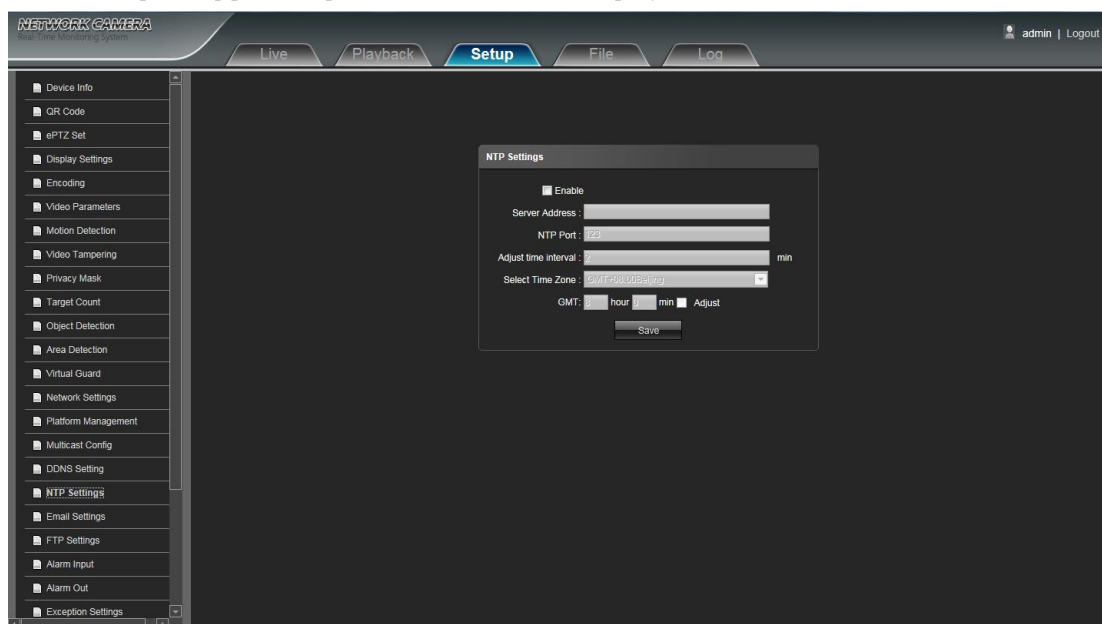 NETWORK CAMERA
Real-Time Monitoring System
admin | Logout
Live Playback Setup File Log
Device Info
QR Code
ePTZ Set
Display Settings
Encoding
Video Parameters
Motion Detection
Video Tampering
Privacy Mask
Target Count
Object Detection
Area Detection
Virtual Guard
Network Settings
Platform Management
Multicast Config
DDNS Setting
NTP Settings
Email Settings
FTP Settings
Alarm Input
Alarm Out
Exception Settings
NTP Settings
Enable
Server Address :
NTP Port : 123
Adjust time interval : 2 min
Select Time Zone : GMT+08:00Beijing
GMT: 8 hour 0 min Adjust
Save